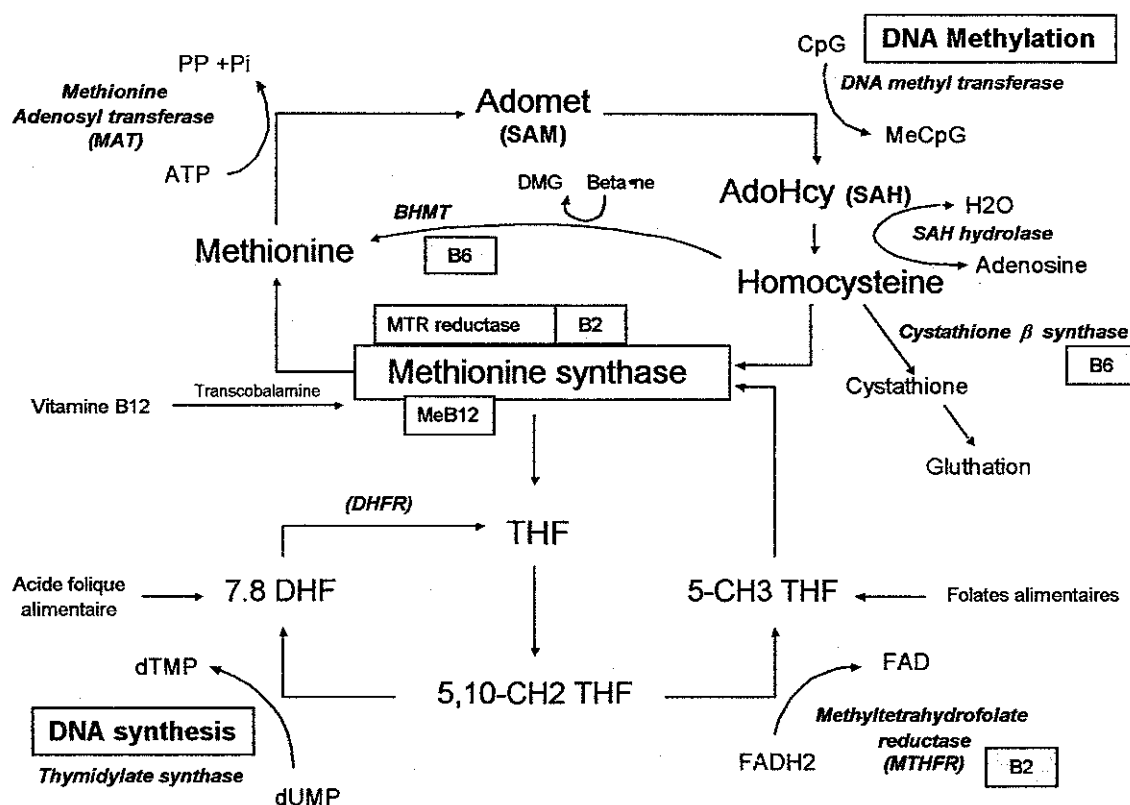 CpG
DNA Methylation
DNA methyl transferase
MeCpG
PP +Pi
Methionine
Adenosyl transferase
(MAT)
ATP
Adomet
(SAM)
DMG
Beta•ne
BHMT
B6
AdoHcy (SAH)
H2O
SAH hydrolase
Adenosine
Methionine
Homocysteine
MTR reductase
B2
Methionine synthase
MeB12
Cystathione β synthase
B6
Cystathione
Gluthation
Vitamine B12
Transcobalamine
(DHFR)
THF
Acide folique
alimentaire
7.8 DHF
5-CH3 THF
Folates alimentaires
dTMP
5,10-CH2 THF
FAD
DNA synthesis
Thymidylate synthase
dUMP
FADH2
Methyltetrahydrofolate
reductase
(MTHFR)
B2